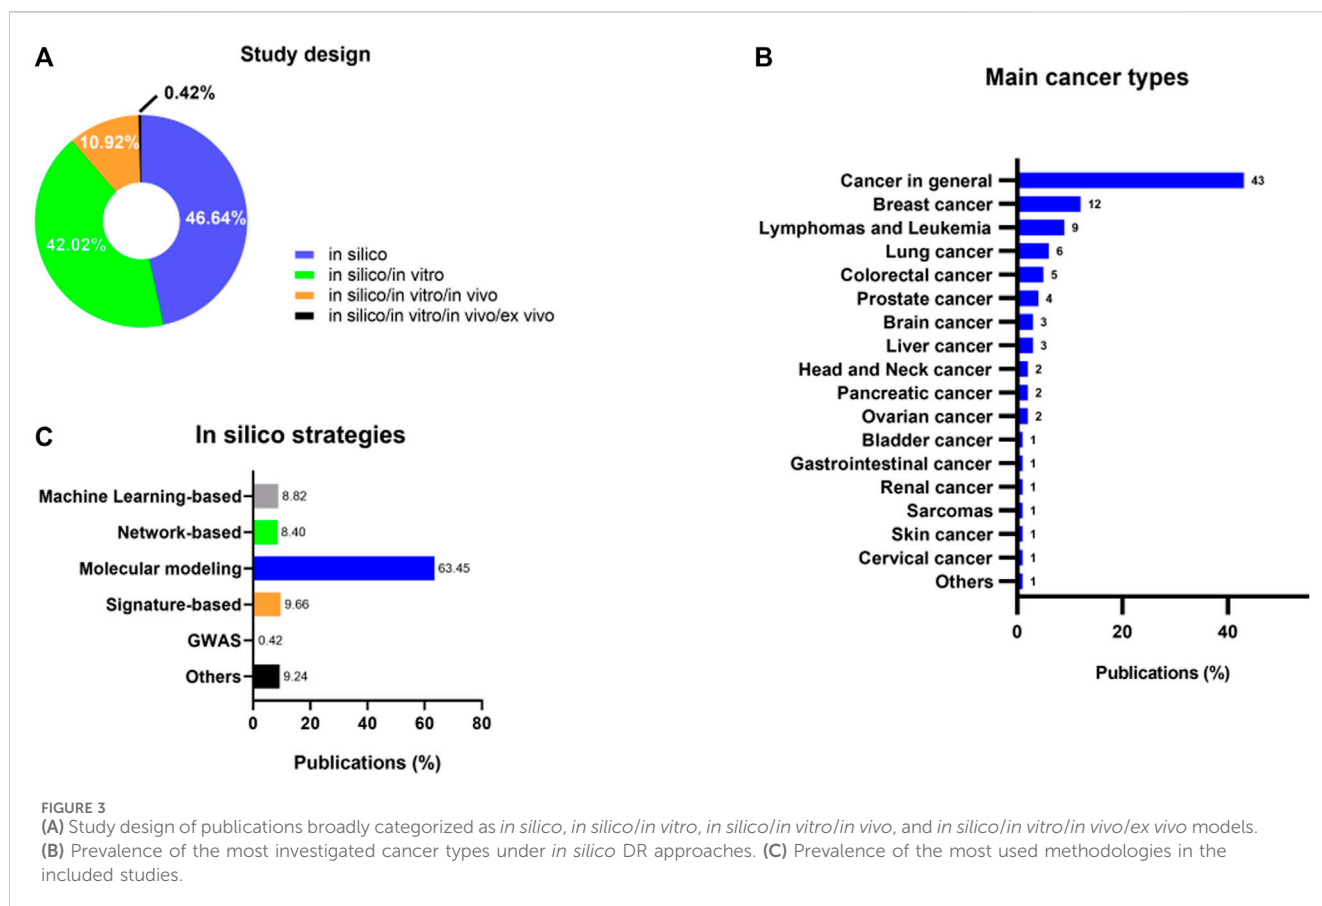 A
Study design
0.42%
10.92%
46.64%
42.02%
in silico
in silico/in vitro
in silico/in vitro/in vivo
in silico/in vitro/in vivo/ex vivo
B
Main cancer types
Cancer in general 43
Breast cancer 12
Lymphomas and Leukemia 9
Lung cancer 6
Colorectal cancer 5
Prostate cancer 4
Brain cancer 3
Liver cancer 3
Head and Neck cancer 2
Pancreatic cancer 2
Ovarian cancer 2
Bladder cancer 1
Gastrointestinal cancer 1
Renal cancer 1
Sarcomas 1
Skin cancer 1
Cervical cancer 1
Others 1
0 20 40
Publications (%)
C
In silico strategies
Machine Learning-based 8.82
Network-based 8.40
Molecular modeling 63.45
Signature-based 9.66
GWAS 0.42
Others 9.24
0 20 40 60 80
Publications (%)
FIGURE 3
(A) Study design of publications broadly categorized as in silico, in silico/in vitro, in silico/in vitro/in vivo, and in silico/in vitro/in vivo/ex vivo models.
(B) Prevalence of the most investigated cancer types under in silico DR approaches. (C) Prevalence of the most used methodologies in the
included studies.